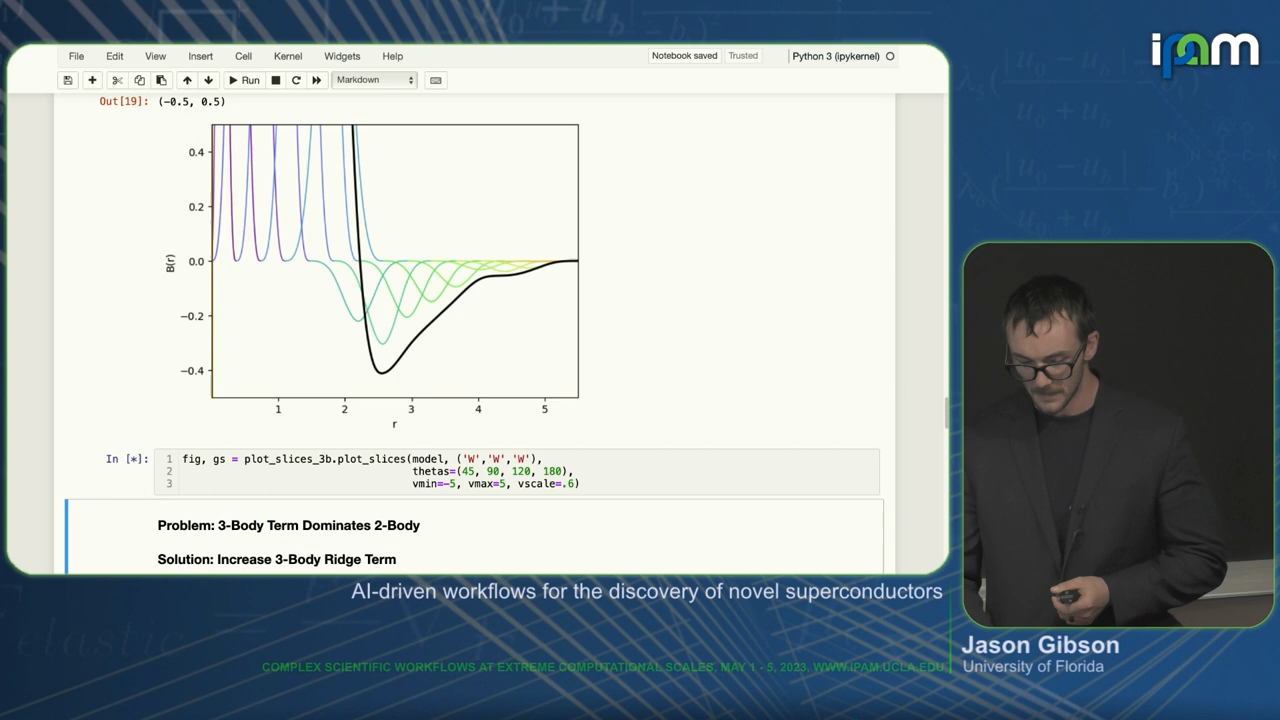 File Edit View Insert Cell Kernel Widgets Help Notebook saved Trusted Python 3 (ipykernel)
Run Markdown
Out[19]: (-0.5, 0.5)
0.4
0.2
0.0
−0.2
−0.4
B(r)
1 2 3 4 5
r
In [*]: 1 fig, gs = plot_slices_3b.plot_slices(model, ('W','W','W'),
2 thetas=(45, 90, 120, 180),
3 vmin=-5, vmax=5, vscale=.6)
Problem: 3-Body Term Dominates 2-Body
Solution: Increase 3-Body Ridge Term
ipam
AI-driven workflows for the discovery of novel superconductors
Jason Gibson
University of Florida
COMPLEX SCIENTIFIC WORKFLOWS AT EXTREME COMPUTATIONAL SCALES. MAY 1 - 5, 2023, WWW.IPAM.UCLA.EDU
elastic